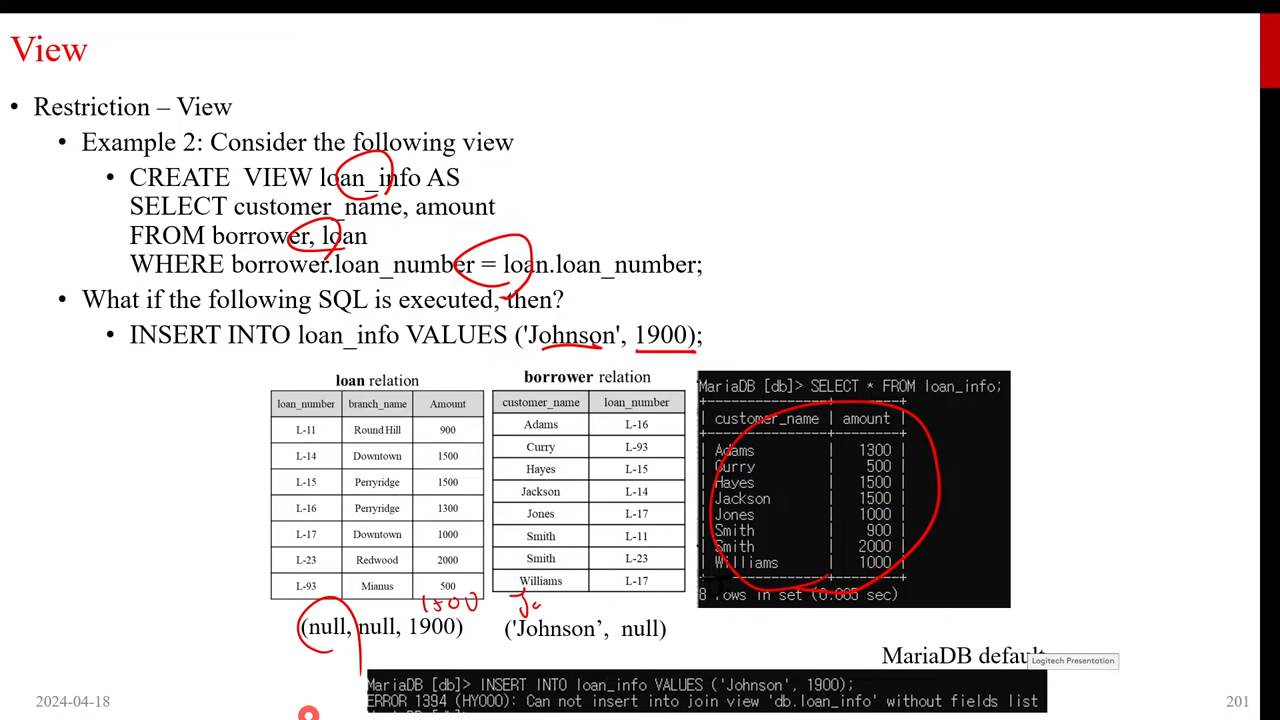 View
• Restriction – View
• Example 2: Consider the following view
• CREATE VIEW loan_info AS
SELECT customer_name, amount
FROM borrower, loan
WHERE borrower.loan_number = loan.loan_number;
• What if the following SQL is executed, then?
• INSERT INTO loan_info VALUES ('Johnson', 1900);
loan relation
loan_number branch_name Amount
L-11 Round Hill 900
L-14 Downtown 1500
L-15 Perryridge 1500
L-16 Perryridge 1300
L-17 Downtown 1000
L-23 Redwood 2000
L-93 Mianus 500
(null, null, 1900)
borrower relation
customer_name loan_number
Adams L-16
Curry L-93
Hayes L-15
Jackson L-14
Jones L-17
Smith L-11
Smith L-23
Williams L-17
('Johnson’, null)
MariaDB [db]> SELECT * FROM loan_info;
| customer_name | amount |
| Adams | 1300 |
| Curry | 500 |
| Hayes | 1500 |
| Jackson | 1500 |
| Jones | 1000 |
| Smith | 900 |
| Smith | 2000 |
| Williams | 1000 |
8 rows in set (0.005 sec)
MariaDB default
Logitech Presentation
MariaDB [db]> INSERT INTO loan_info VALUES ('Johnson', 1900);
ERROR 1394 (HY000): Can not insert into join view 'db.loan_info' without fields list
2024-04-18
201